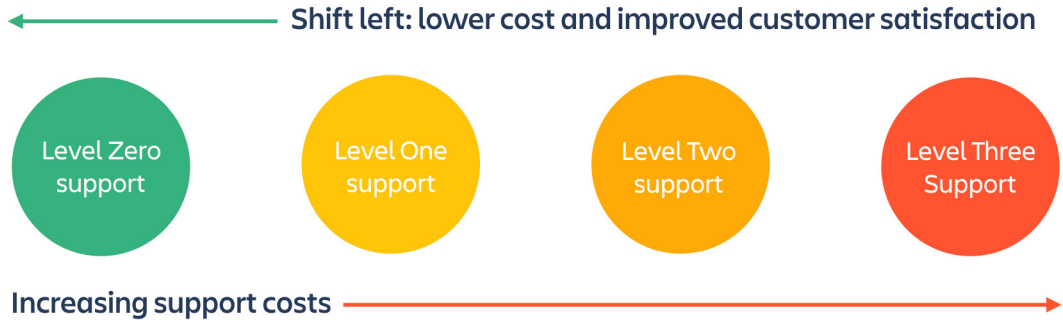 Shift left: lower cost and improved customer satisfaction
Level Zero
support
Level One
support
Level Two
support
Level Three
Support
Increasing support costs